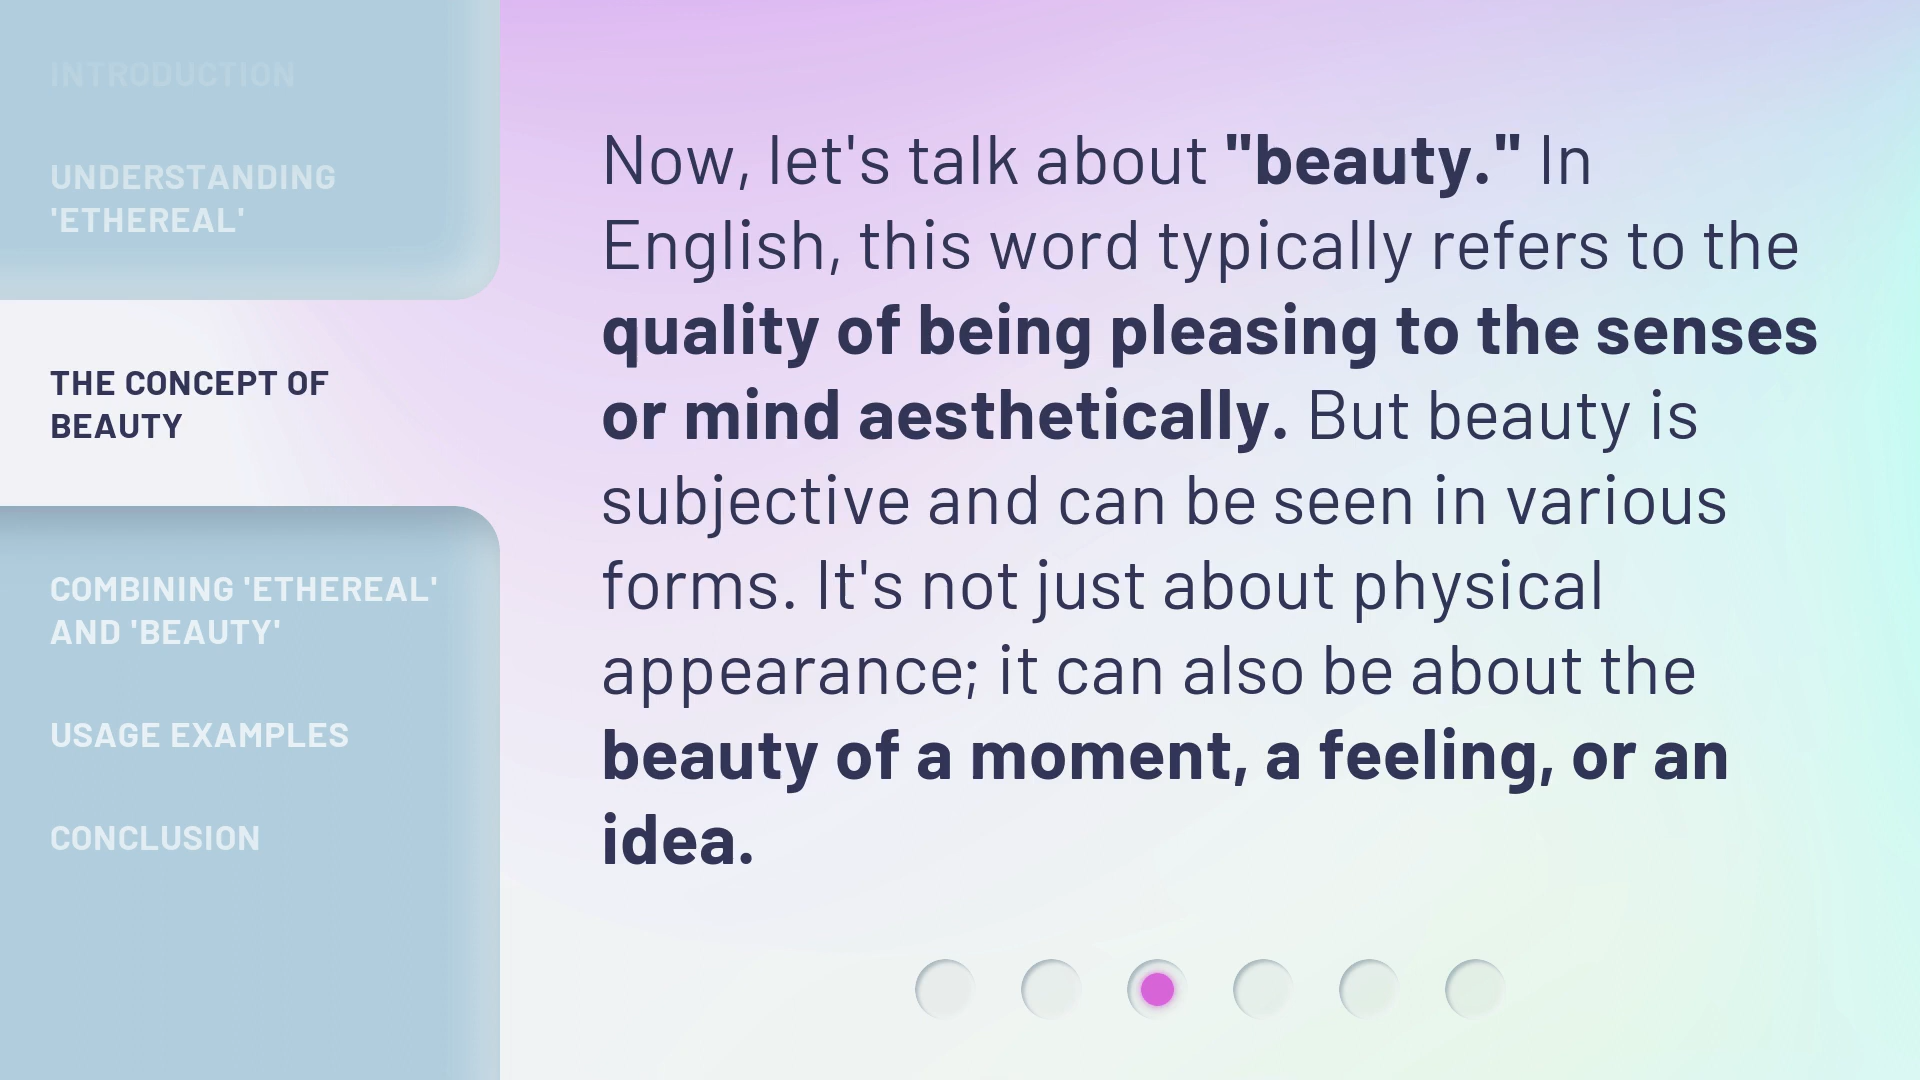 INTRODUCTION
UNDERSTANDING
'ETHEREAL'
THE CONCEPT OF
BEAUTY
COMBINING 'ETHEREAL'
AND 'BEAUTY'
USAGE EXAMPLES
CONCLUSION
Now, let's talk about "beauty." In
English, this word typically refers to the
quality of being pleasing to the senses
or mind aesthetically. But beauty is
subjective and can be seen in various
forms. It's not just about physical
appearance; it can also be about the
beauty of a moment, a feeling, or an
idea.